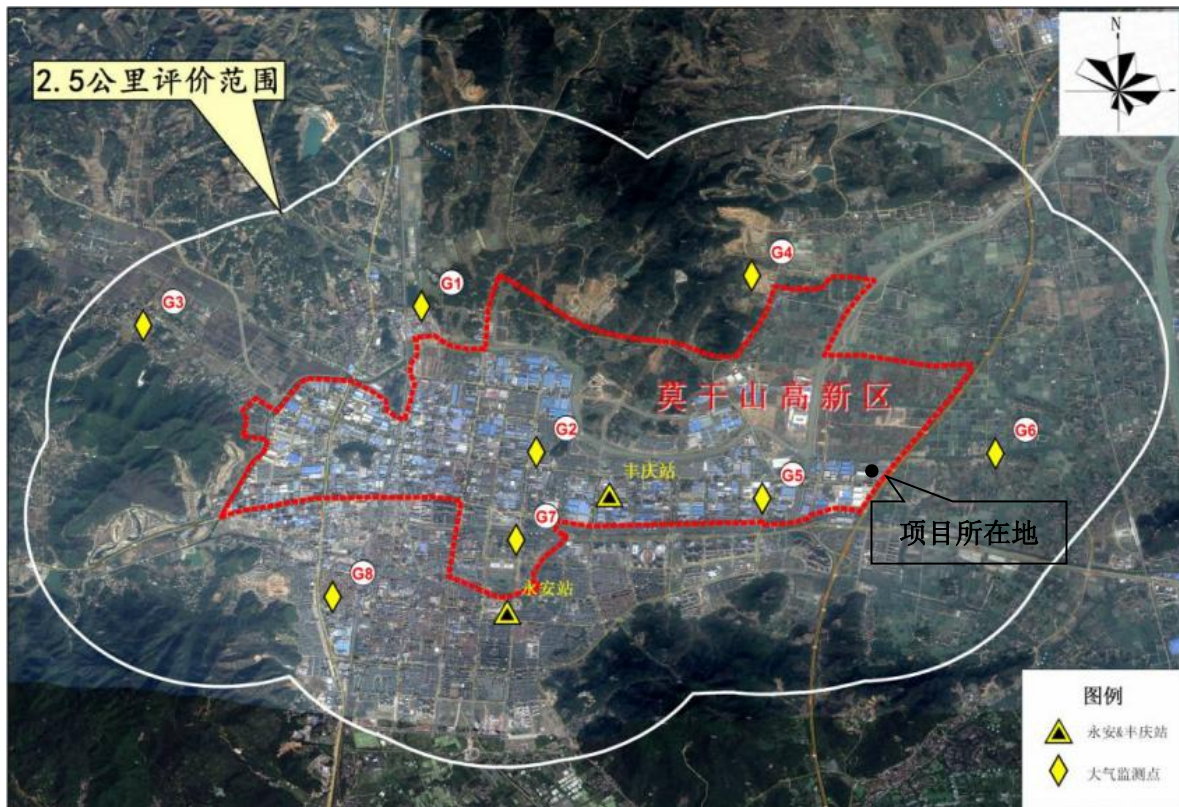 N
2.5公里评价范围
G4
G1
G3
莫干山高新区
G2
G6
丰庆站
G5
G7
项目所在地
G8
永安站
图例
永安&丰庆站
大气监测点